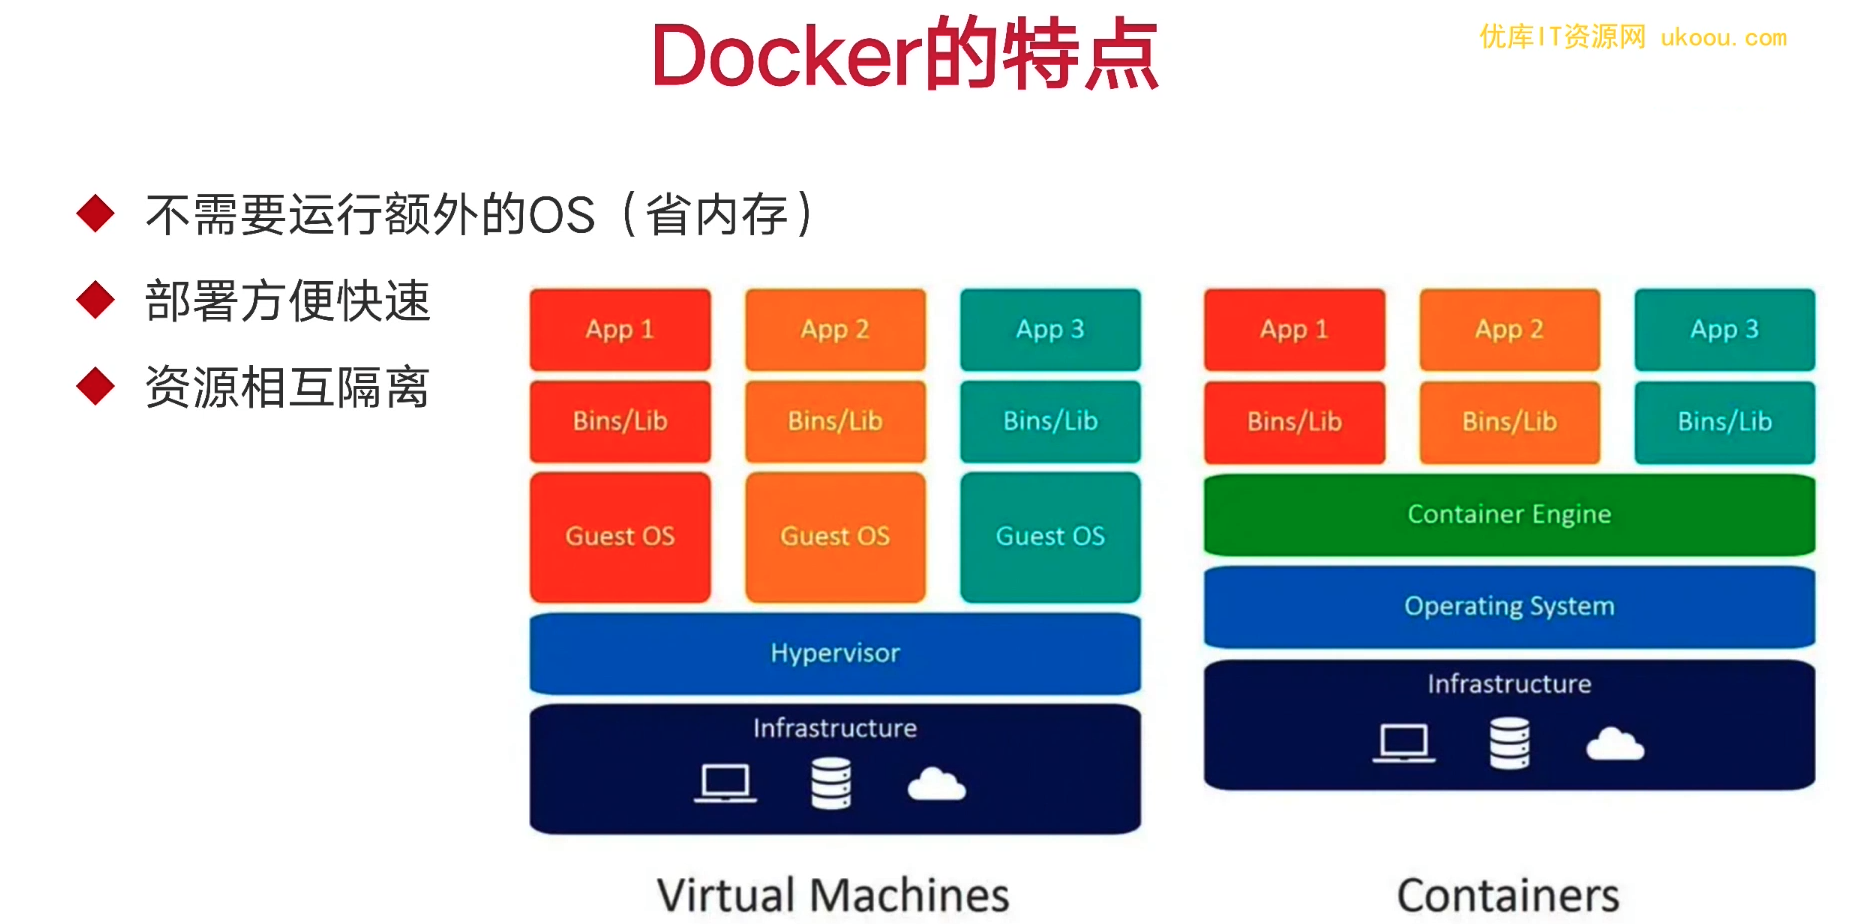 Docker的特点
优库IT资源网 ukoou.com
不需要运行额外的OS（省内存）
部署方便快速
资源相互隔离
App 1 App 2 App 3
Bins/Lib Bins/Lib Bins/Lib
Guest OS Guest OS Guest OS
Hypervisor
Infrastructure
Virtual Machines
App 1 App 2 App 3
Bins/Lib Bins/Lib Bins/Lib
Container Engine
Operating System
Infrastructure
Containers